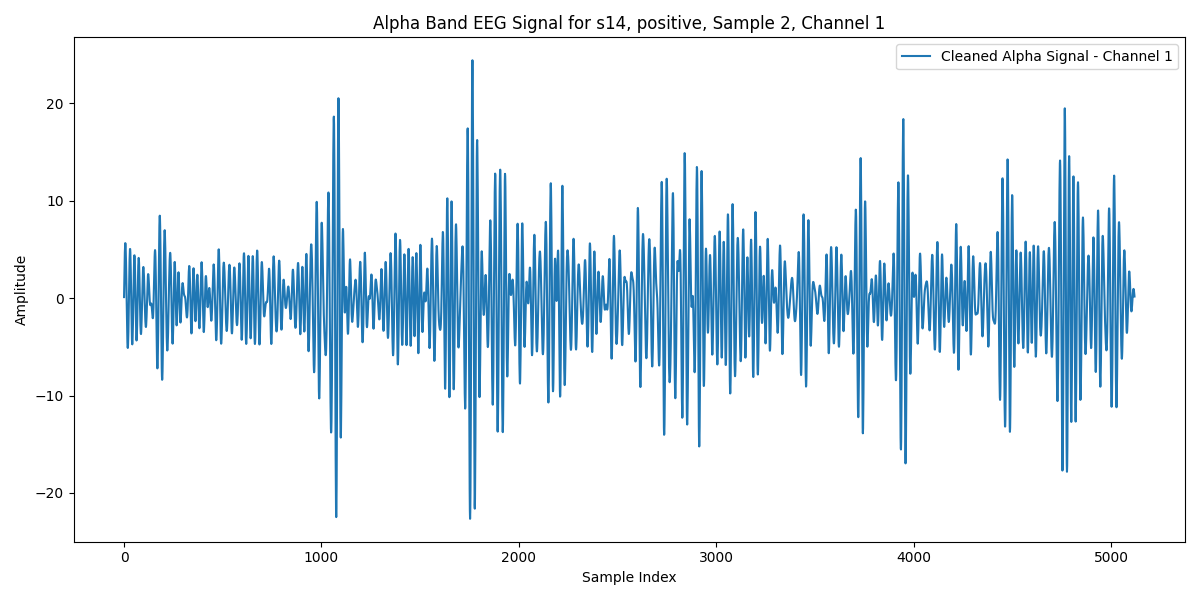 Alpha Band EEG Signal for s14, positive, Sample 2, Channel 1
Cleaned Alpha Signal - Channel 1
Amplitude
20
10
0
−10
−20
0
1000
2000
3000
4000
5000
Sample Index